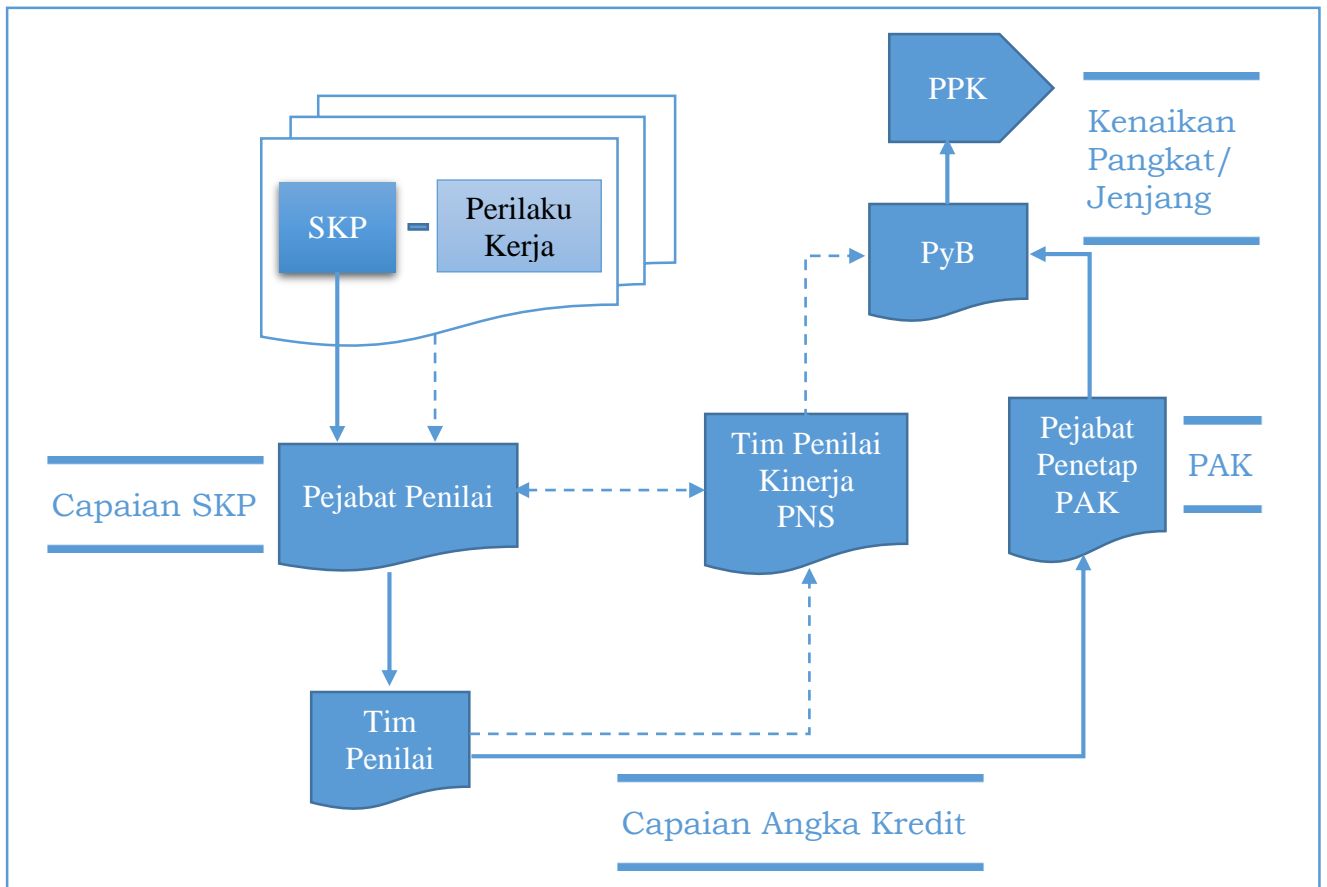 PPK
Kenaikan
Pangkat/
Jenjang
SKP
Perilaku
Kerja
PyB
Capaian SKP
Pejabat Penilai
Tim Penilai
Kinerja
PNS
Pejabat
Penetap
PAK
PAK
Tim
Penilai
Capaian Angka Kredit